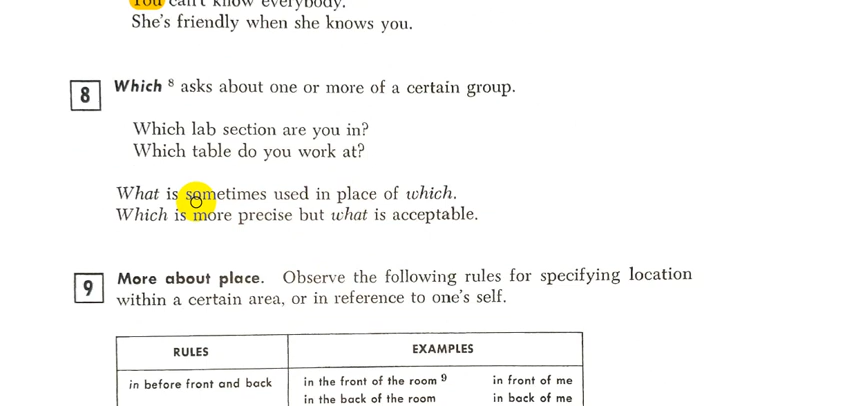 You can't know everybody.
She's friendly when she knows you.
8
Which 8 asks about one or more of a certain group.
Which lab section are you in?
Which table do you work at?
What is sometimes used in place of which.
Which is more precise but what is acceptable.
9
More about place. Observe the following rules for specifying location
within a certain area, or in reference to one's self.
RULES EXAMPLES
in before front and back in the front of the room 9 in front of me
in the back of the room in back of me